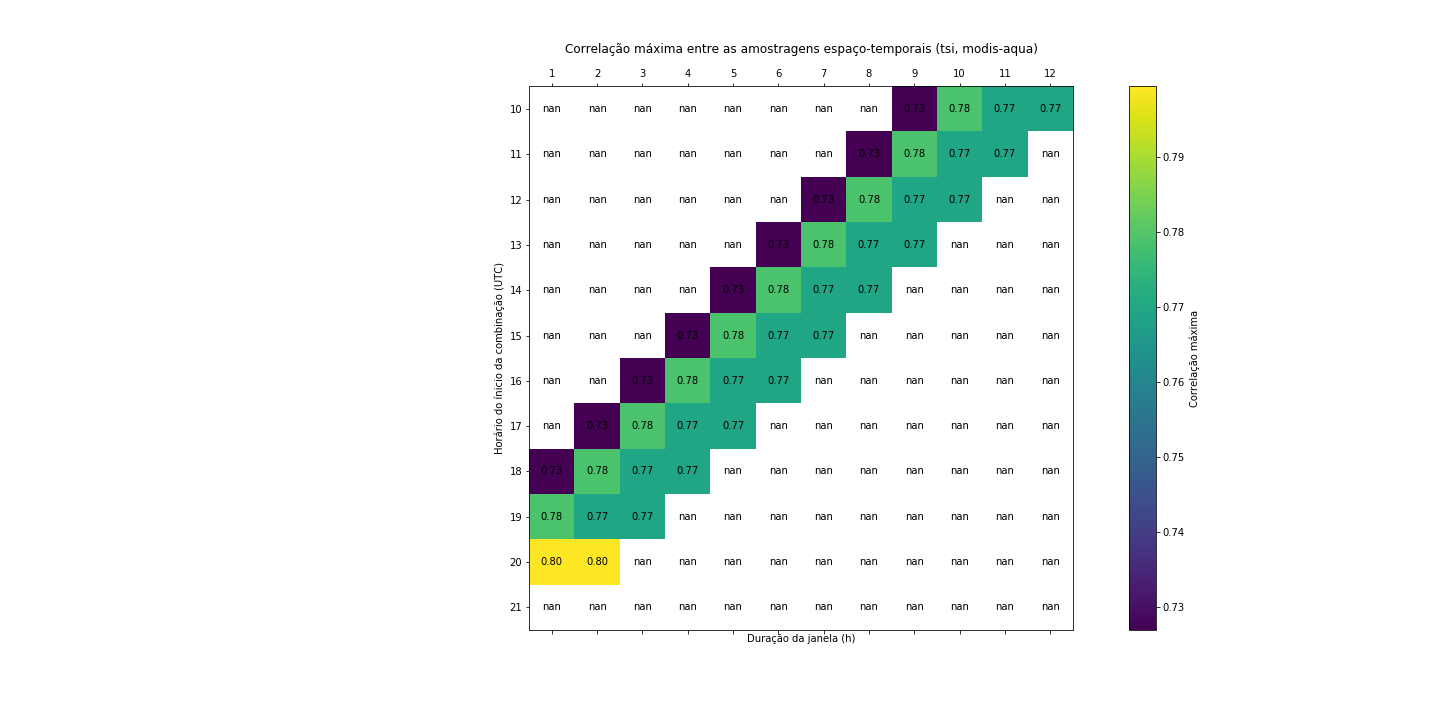 Correlação máxima entre as amostragens espaço-temporais (tsi, modis-aqua)
1 2 3 4 5 6 7 8 9 10 11 12
10 nan nan nan nan nan nan nan nan 0.73 0.78 0.77 0.77
11 nan nan nan nan nan nan nan 0.73 0.78 0.77 0.77 nan
12 nan nan nan nan nan nan 0.73 0.78 0.77 0.77 nan nan
13 nan nan nan nan nan 0.73 0.78 0.77 0.77 nan nan nan
14 nan nan nan nan 0.73 0.78 0.77 0.77 nan nan nan nan
15 nan nan nan 0.73 0.78 0.77 0.77 nan nan nan nan nan
16 nan nan 0.73 0.78 0.77 0.77 nan nan nan nan nan nan
17 nan 0.73 0.78 0.77 0.77 nan nan nan nan nan nan nan
18 0.73 0.78 0.77 0.77 nan nan nan nan nan nan nan nan
19 0.78 0.77 0.77 nan nan nan nan nan nan nan nan nan
20 0.80 0.80 nan nan nan nan nan nan nan nan nan nan
21 nan nan nan nan nan nan nan nan nan nan nan nan
Horário do ínicio da combinação (UTC)
Duração da janela (h)
0.79
0.78
0.77
0.76
0.75
0.74
0.73
Correlação máxima